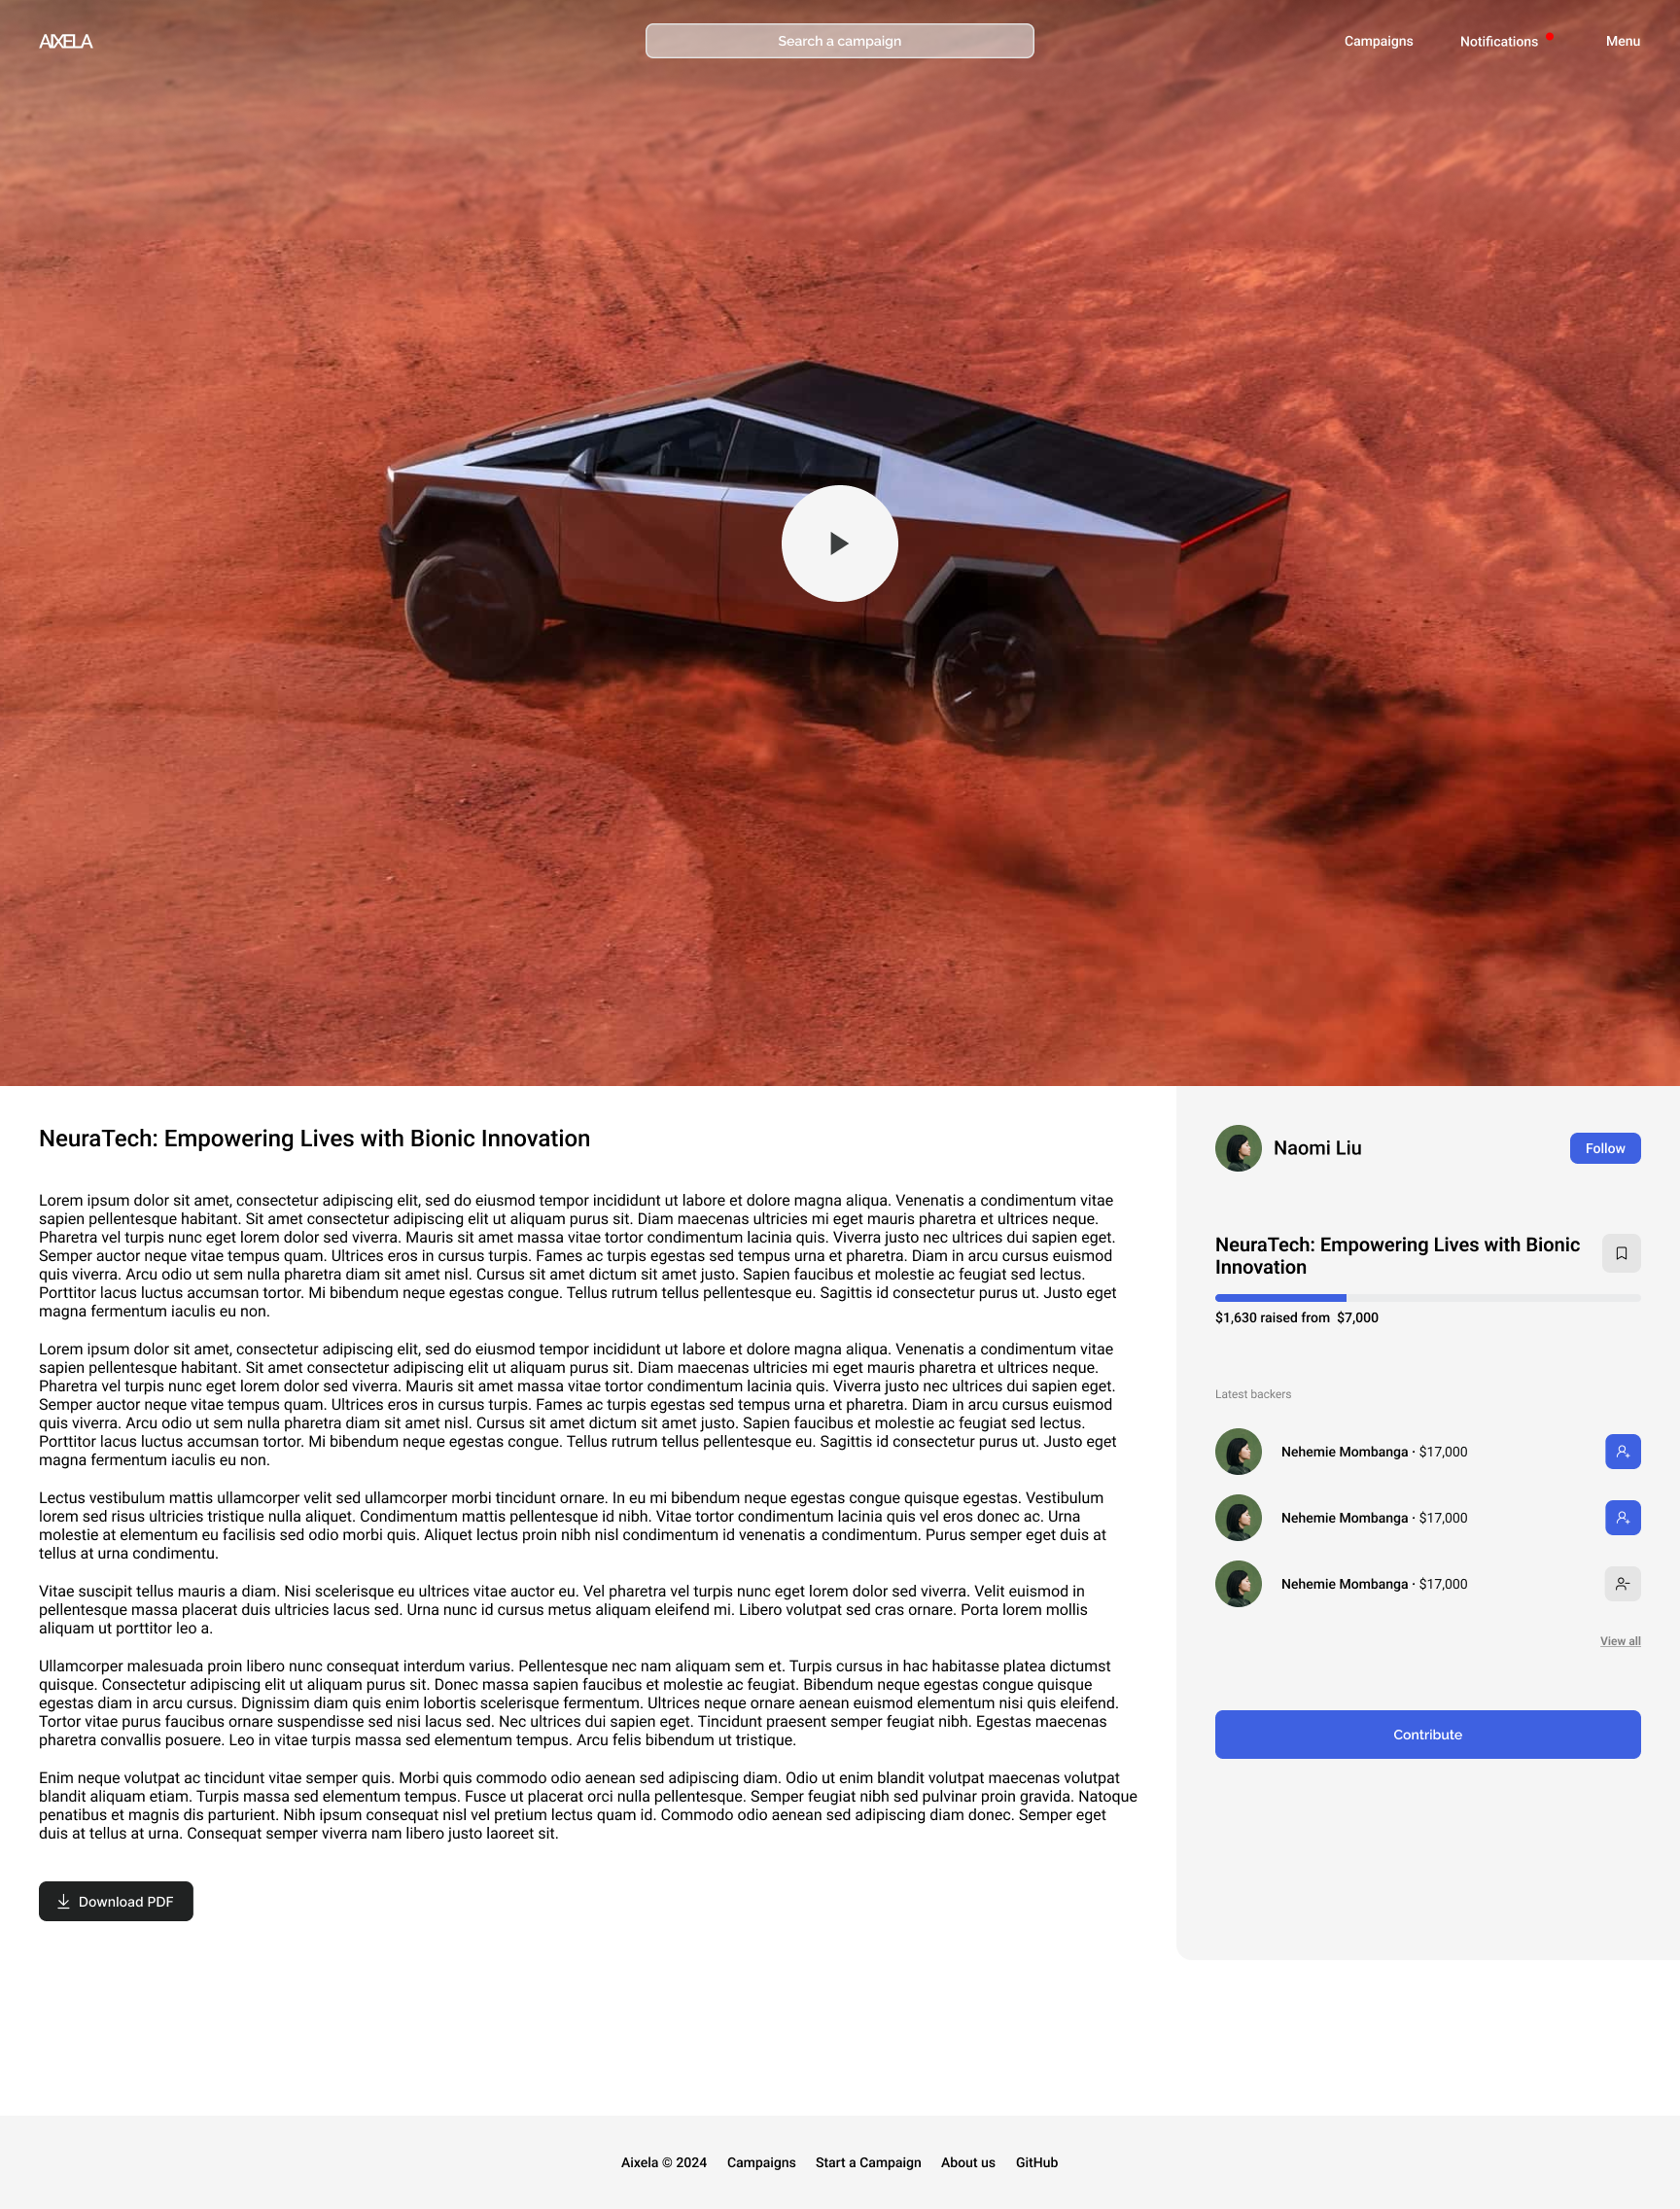 AIXELA
Search a campaign
Campaigns
Notifications
Menu
NeuraTech: Empowering Lives with Bionic Innovation
Lorem ipsum dolor sit amet, consectetur adipiscing elit, sed do eiusmod tempor incididunt ut labore et dolore magna aliqua. Venenatis a condimentum vitae
sapien pellentesque habitant. Sit amet consectetur adipiscing elit ut aliquam purus sit. Diam maecenas ultricies mi eget mauris pharetra et ultrices neque.
Pharetra vel turpis nunc eget lorem dolor sed viverra. Mauris sit amet massa vitae tortor condimentum lacinia quis. Viverra justo nec ultrices dui sapien eget.
Semper auctor neque vitae tempus quam. Ultrices eros in cursus turpis. Fames ac turpis egestas sed tempus urna et pharetra. Diam in arcu cursus euismod
quis viverra. Arcu odio ut sem nulla pharetra diam sit amet nisl. Cursus sit amet dictum sit amet justo. Sapien faucibus et molestie ac feugiat sed lectus.
Porttitor lacus luctus accumsan tortor. Mi bibendum neque egestas congue. Tellus rutrum tellus pellentesque eu. Sagittis id consectetur purus ut. Justo eget
magna fermentum iaculis eu non.
Lorem ipsum dolor sit amet, consectetur adipiscing elit, sed do eiusmod tempor incididunt ut labore et dolore magna aliqua. Venenatis a condimentum vitae
sapien pellentesque habitant. Sit amet consectetur adipiscing elit ut aliquam purus sit. Diam maecenas ultricies mi eget mauris pharetra et ultrices neque.
Pharetra vel turpis nunc eget lorem dolor sed viverra. Mauris sit amet massa vitae tortor condimentum lacinia quis. Viverra justo nec ultrices dui sapien eget.
Semper auctor neque vitae tempus quam. Ultrices eros in cursus turpis. Fames ac turpis egestas sed tempus urna et pharetra. Diam in arcu cursus euismod
quis viverra. Arcu odio ut sem nulla pharetra diam sit amet nisl. Cursus sit amet dictum sit amet justo. Sapien faucibus et molestie ac feugiat sed lectus.
Porttitor lacus luctus accumsan tortor. Mi bibendum neque egestas congue. Tellus rutrum tellus pellentesque eu. Sagittis id consectetur purus ut. Justo eget
magna fermentum iaculis eu non.
Lectus vestibulum mattis ullamcorper velit sed ullamcorper morbi tincidunt ornare. In eu mi bibendum neque egestas congue quisque egestas. Vestibulum
lorem sed risus ultricies tristique nulla aliquet. Condimentum mattis pellentesque id nibh. Vitae tortor condimentum lacinia quis vel eros donec ac. Urna
molestie at elementum eu facilisis sed odio morbi quis. Aliquet lectus proin nibh nisl condimentum id venenatis a condimentum. Purus semper eget duis at
tellus at urna condimentu.
Vitae suscipit tellus mauris a diam. Nisi scelerisque eu ultrices vitae auctor eu. Vel pharetra vel turpis nunc eget lorem dolor sed viverra. Velit euismod in
pellentesque massa placerat duis ultricies lacus sed. Urna nunc id cursus metus aliquam eleifend mi. Libero volutpat sed cras ornare. Porta lorem mollis
aliquam ut porttitor leo a.
Ullamcorper malesuada proin libero nunc consequat interdum varius. Pellentesque nec nam aliquam sem et. Turpis cursus in hac habitasse platea dictumst
quisque. Consectetur adipiscing elit ut aliquam purus sit. Donec massa sapien faucibus et molestie ac feugiat. Bibendum neque egestas congue quisque
egestas diam in arcu cursus. Dignissim diam quis enim lobortis scelerisque fermentum. Ultrices neque ornare aenean euismod elementum nisi quis eleifend.
Tortor vitae purus faucibus ornare suspendisse sed nisi lacus sed. Nec ultrices dui sapien eget. Tincidunt praesent semper feugiat nibh. Egestas maecenas
pharetra convallis posuere. Leo in vitae turpis massa sed elementum tempus. Arcu felis bibendum ut tristique.
Enim neque volutpat ac tincidunt vitae semper quis. Morbi quis commodo odio aenean sed adipiscing diam. Odio ut enim blandit volutpat maecenas volutpat
blandit aliquam etiam. Turpis massa sed elementum tempus. Fusce ut placerat orci nulla pellentesque. Semper feugiat nibh sed pulvinar proin gravida. Natoque
penatibus et magnis dis parturient. Nibh ipsum consequat nisl vel pretium lectus quam id. Commodo odio aenean sed adipiscing diam donec. Semper eget
duis at tellus at urna. Consequat semper viverra nam libero justo laoreet sit.
Download PDF
Naomi Liu
Follow
NeuraTech: Empowering Lives with Bionic
Innovation
$1,630 raised from $7,000
Latest backers
Nehemie Mombanga · $17,000
Nehemie Mombanga · $17,000
Nehemie Mombanga · $17,000
View all
Contribute
Aixela © 2024
Campaigns
Start a Campaign
About us
GitHub